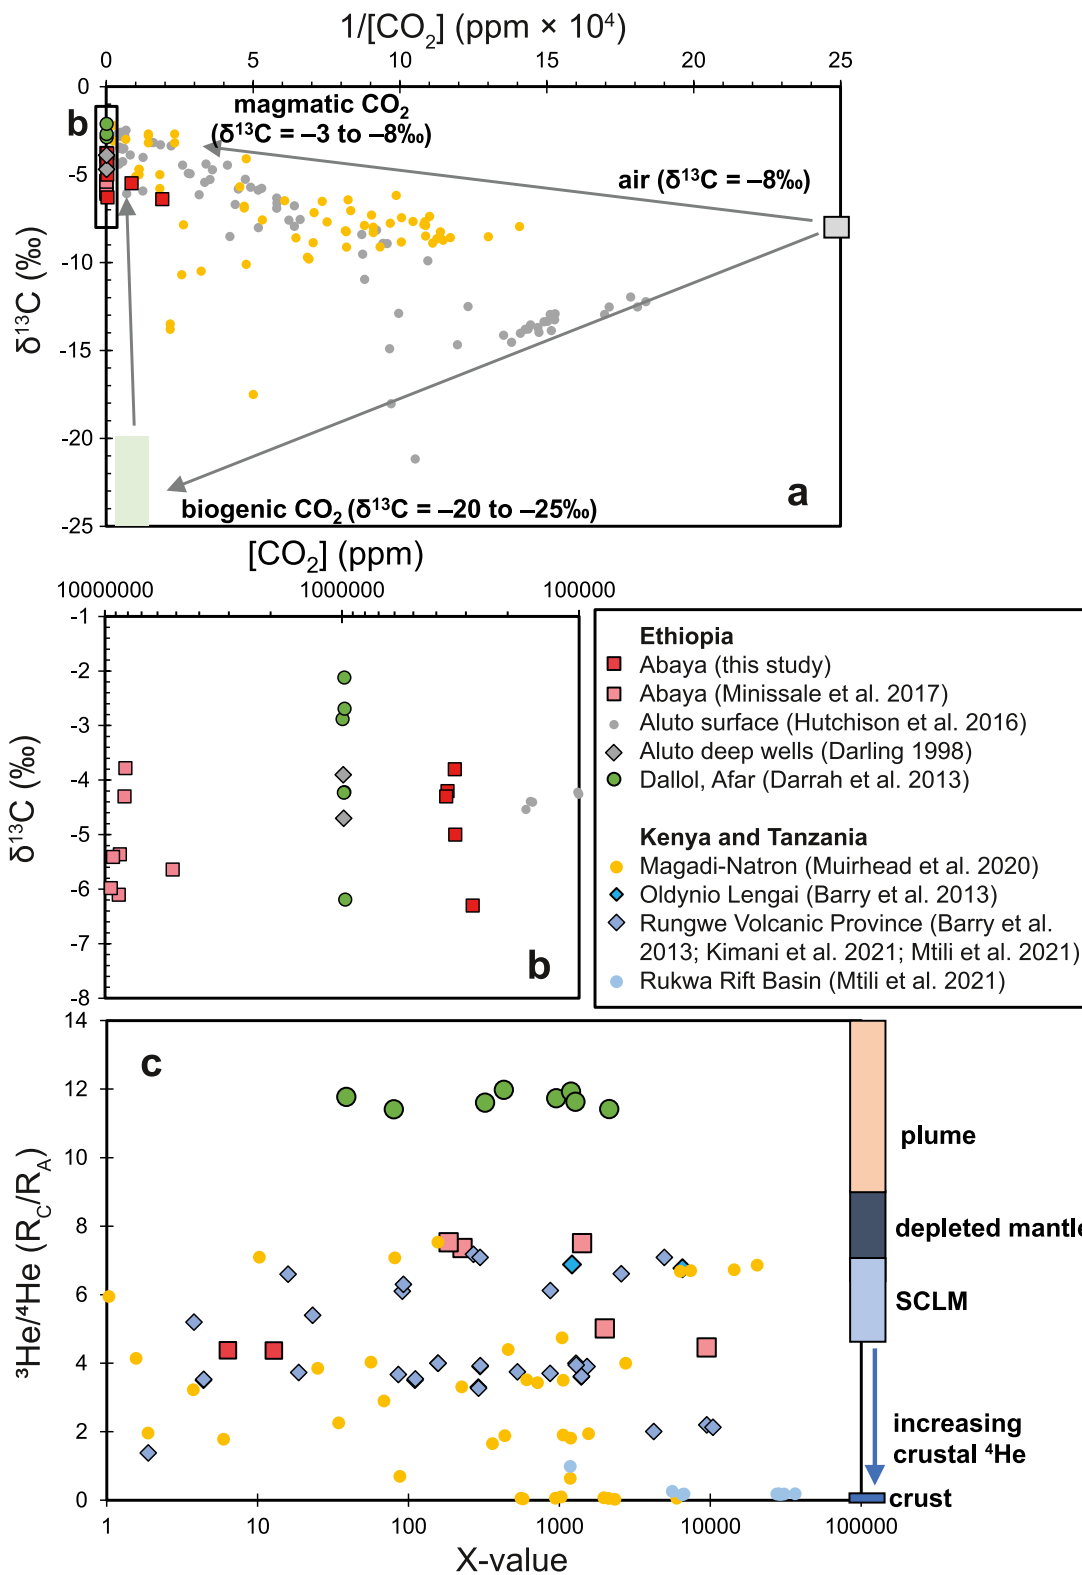 1/[CO₂] (ppm × 10⁴)
0 5 10 15 20 25
0
-5
-10
-15
-20
-25
δ¹³C (‰)
b
magmatic CO₂
(δ¹³C = –3 to –8‰)
air (δ¹³C = –8‰)
biogenic CO₂ (δ¹³C = –20 to –25‰)
a
[CO₂] (ppm)
10000000 1000000 100000
-1
-2
-3
-4
-5
-6
-7
-8
δ¹³C (‰)
b
Ethiopia
Abaya (this study)
Abaya (Minissale et al. 2017)
Aluto surface (Hutchison et al. 2016)
Aluto deep wells (Darling 1998)
Dallol, Afar (Darrah et al. 2013)
Kenya and Tanzania
Magadi-Natron (Muirhead et al. 2020)
Oldynio Lengai (Barry et al. 2013)
Rungwe Volcanic Province (Barry et al.
2013; Kimani et al. 2021; Mtili et al. 2021)
Rukwa Rift Basin (Mtili et al. 2021)
14
12
10
8
6
4
2
0
³He/⁴He (R_C/R_A)
c
plume
depleted mantle
SCLM
increasing
crustal ⁴He
crust
1 10 100 1000 10000 100000
X-value